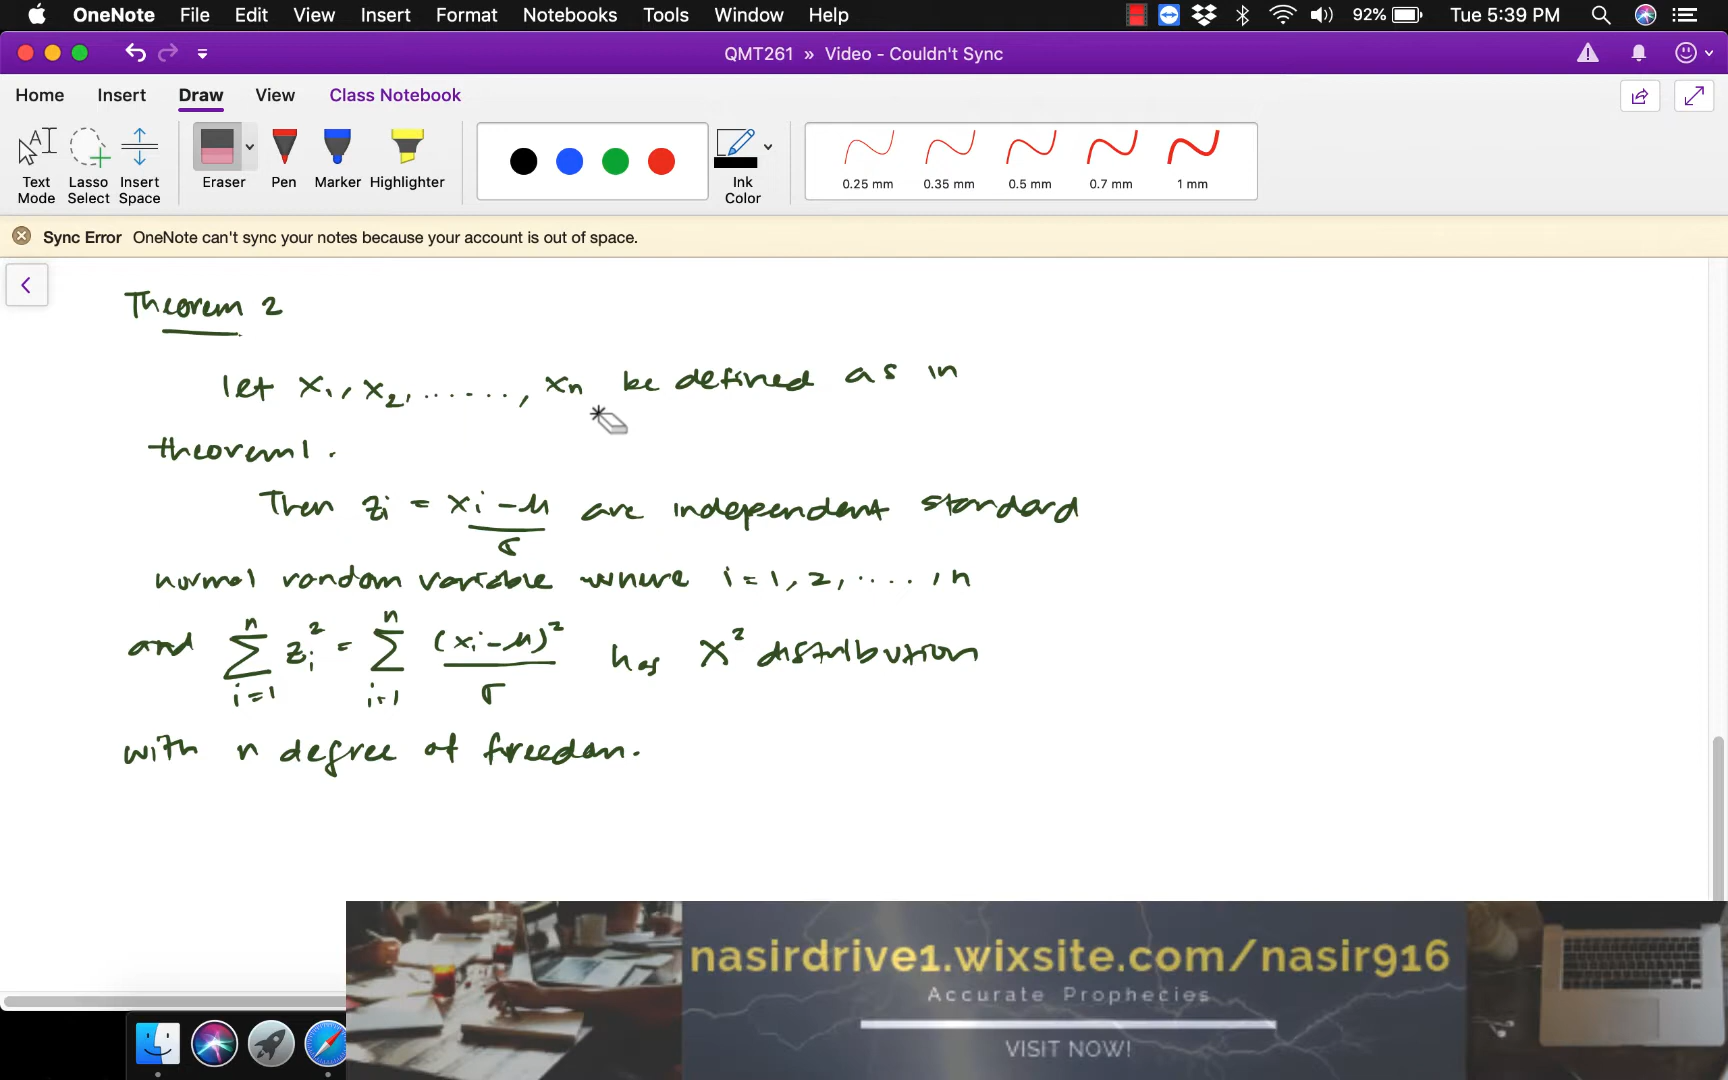 OneNote File Edit View Insert Format Notebooks Tools Window Help 92% Tue 5:39 PM
QMT261 » Video - Couldn't Sync
Home Insert Draw View Class Notebook
Text Mode Lasso Select Insert Space Eraser Pen Marker Highlighter Ink Color 0.25 mm 0.35 mm 0.5 mm 0.7 mm 1 mm
Sync Error OneNote can't sync your notes because your account is out of space.
Theorem 2
let x₁, x₂, ......, xn be defined as in
theorem 1.
Then zi = (xi - μ)/σ are independent standard
normal random variable where i = 1, 2, ...., n
and ∑ᵢ₌₁ⁿ zᵢ² = ∑ᵢ₌₁ⁿ (xᵢ - μ)²/σ has X² distribution
with n degree of freedom.
nasirdrive1.wixsite.com/nasir916
Accurate Prophecies
VISIT NOW!